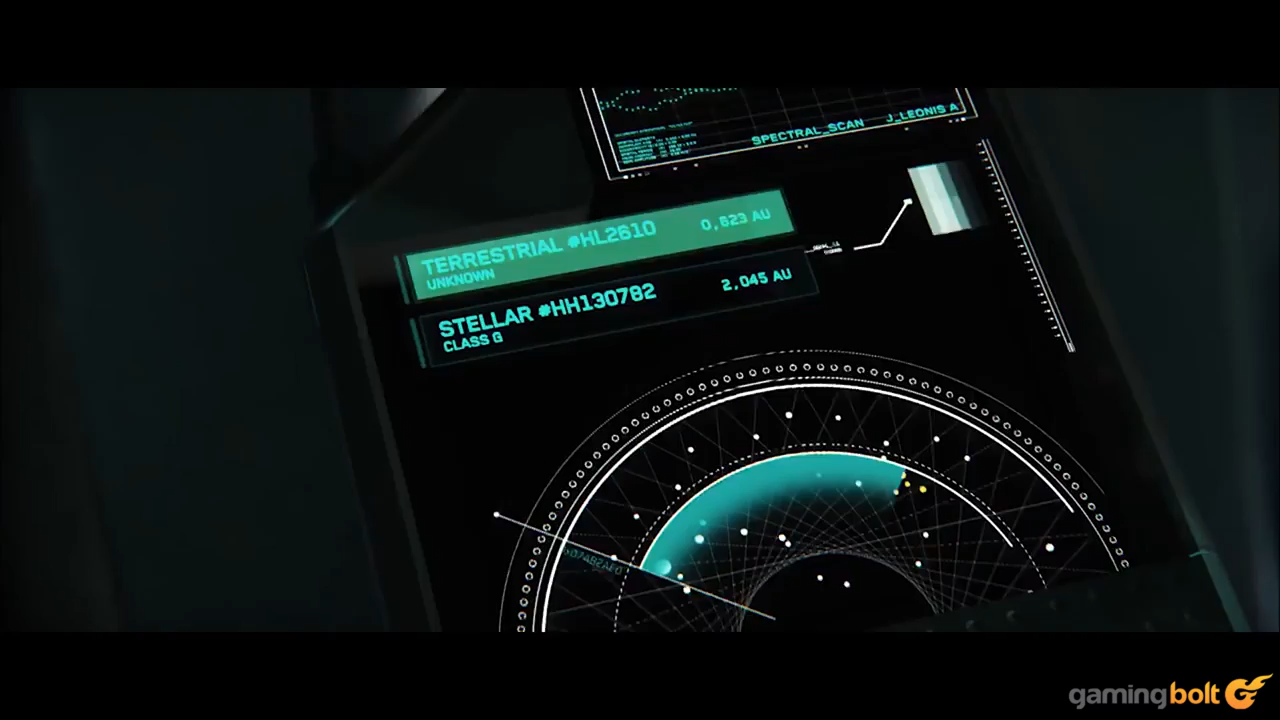 SPECTRAL_SCAN J_LEONIS A
TERRESTRIAL #HL2610 0,623 AU
UNKNOWN
STELLAR #HH130782 2,045 AU
CLASS G
gamingbolt